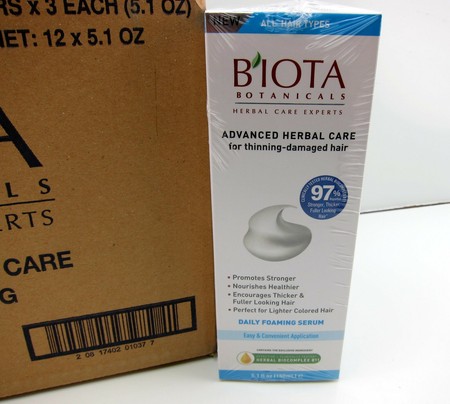 RS x 3 EACH (5.1 OZ)
NET: 12 x 5.1 OZ
TA
LS
ERTS
CARE
G
2 06 17402 01037 7
NEW ALL HAIR TYPES
B'IOTA
BOTANICALS
HERBAL CARE EXPERTS
ADVANCED HERBAL CARE
for thinning-damaged hair
97%
Stronger, Thicker
Fuller Looking
Hair
• Promotes Stronger
• Nourishes Healthier
• Encourages Thicker &
Fuller Looking Hair
• Perfect for Lighter Colored Hair
DAILY FOAMING SERUM
Easy & Convenient Application
HERBAL BIOCOMPLEX B11